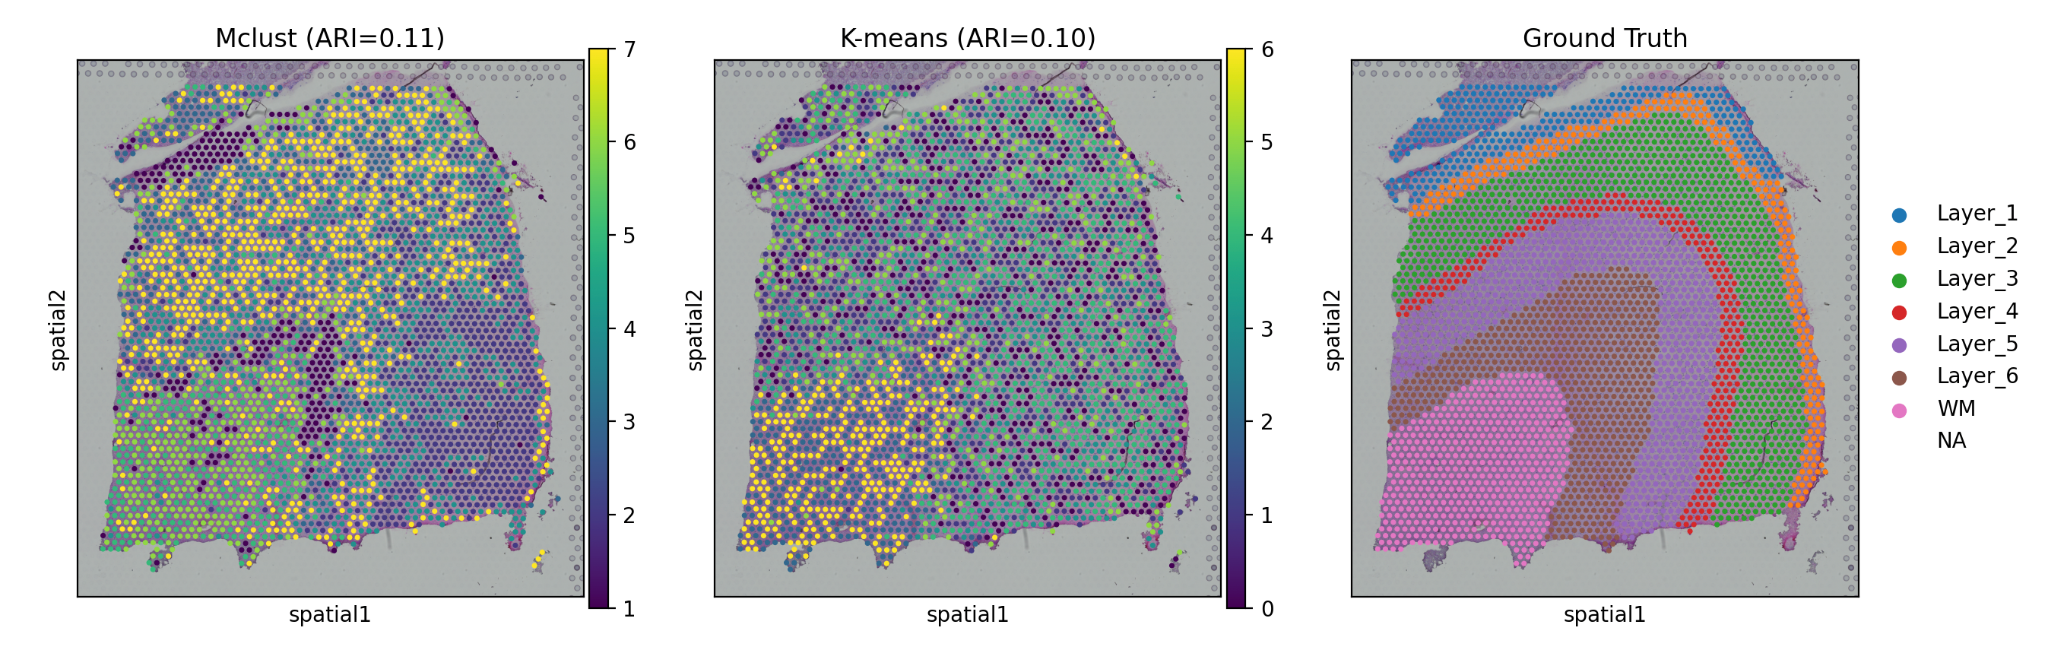 Mclust (ARI=0.11)
K-means (ARI=0.10)
Ground Truth
spatial2
spatial1
7
6
5
4
3
2
1
spatial2
spatial1
6
5
4
3
2
1
0
spatial2
spatial1
Layer_1
Layer_2
Layer_3
Layer_4
Layer_5
Layer_6
WM
NA